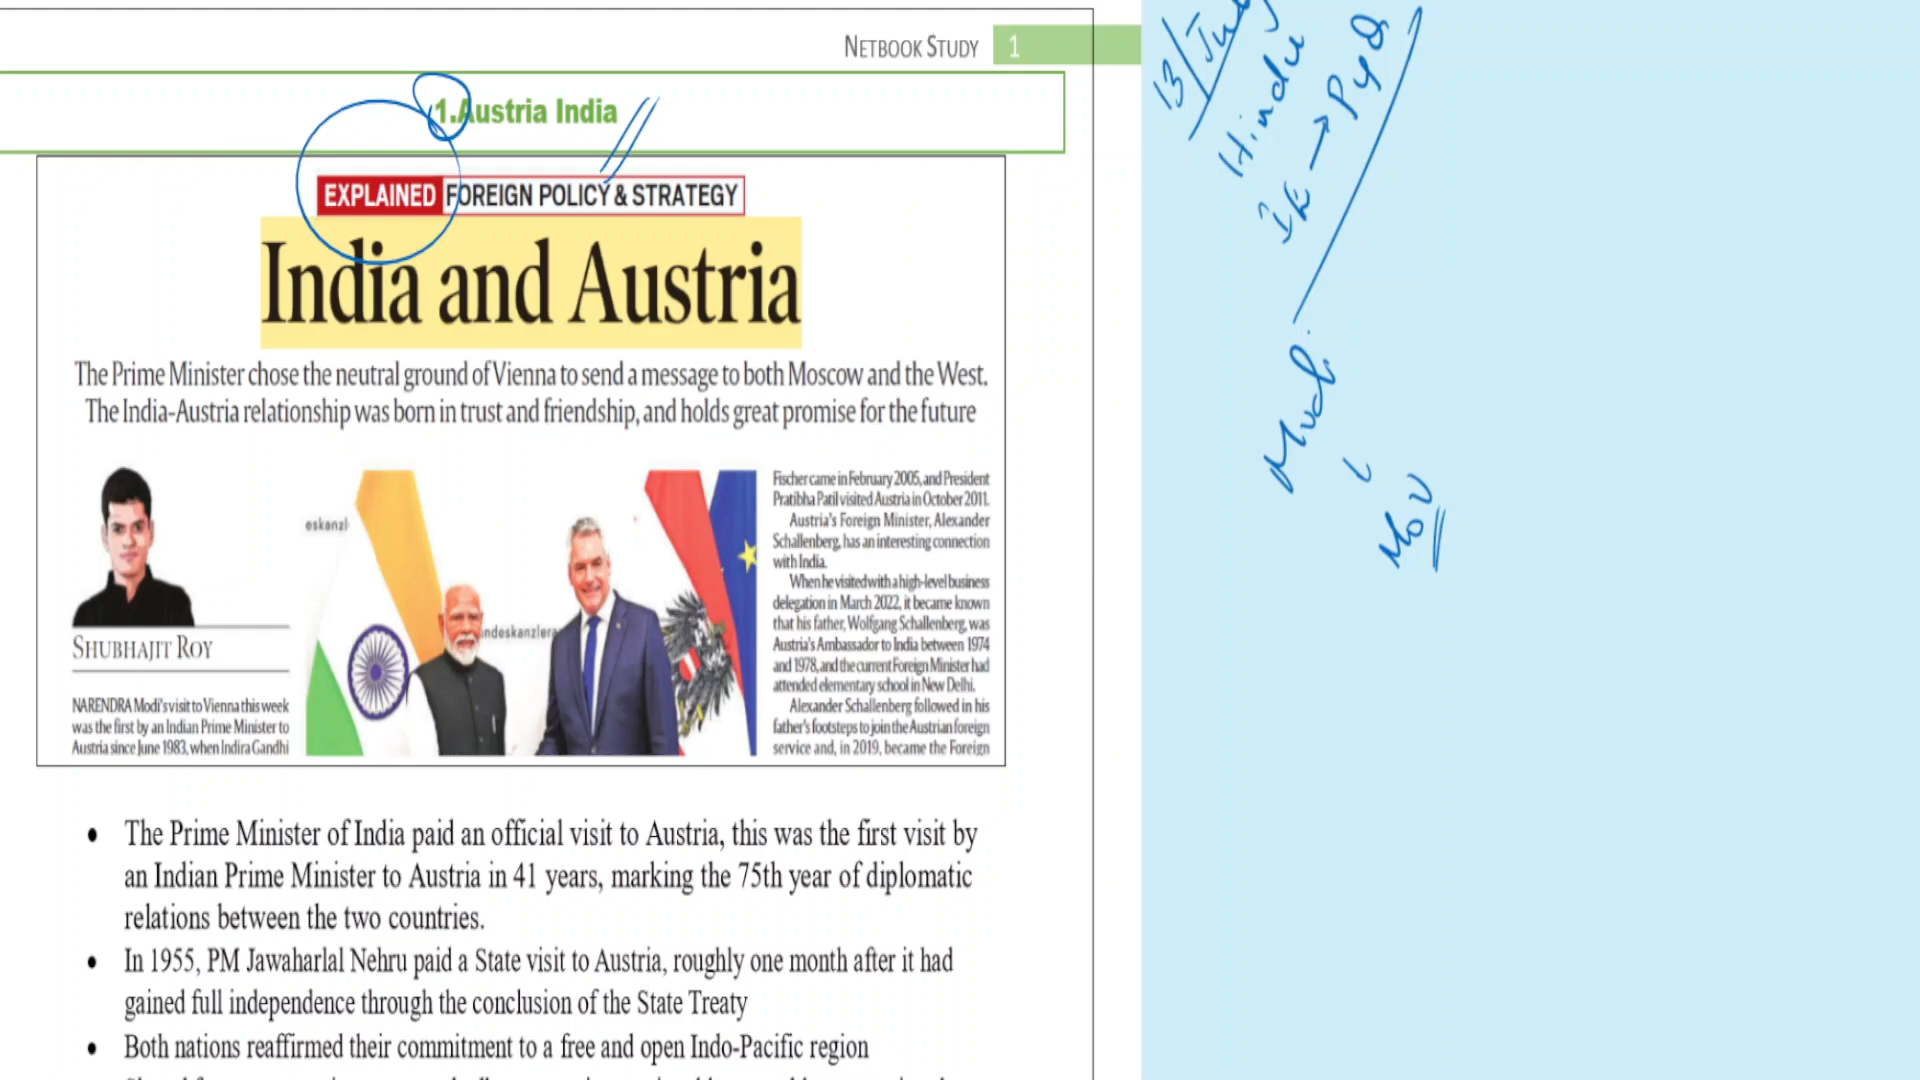 NETBOOK STUDY 1
1.Austria India
EXPLAINED FOREIGN POLICY & STRATEGY
India and Austria
The Prime Minister chose the neutral ground of Vienna to send a message to both Moscow and the West.
The India-Austria relationship was born in trust and friendship, and holds great promise for the future
SHUBHAJIT ROY
NARENDRA Modi's visit to Vienna this week
was the first by an Indian Prime Minister to
Austria since June 1983, when Indira Gandhi
eskanzl
ndeskanzlera
Fischer came in February 2005, and President
Pratibha Patil visited Austria in October 2011.
Austria's Foreign Minister, Alexander
Schallenberg, has an interesting connection
with India.
When he visited with a high-level business
delegation in March 2022, it became known
that his father, Wolfgang Schallenberg, was
Austria's Ambassador to India between 1974
and 1978, and the current Foreign Minister had
attended elementary school in New Delhi.
Alexander Schallenberg followed in his
father's footsteps to join the Austrian foreign
service and, in 2019, became the Foreign
• The Prime Minister of India paid an official visit to Austria, this was the first visit by
an Indian Prime Minister to Austria in 41 years, marking the 75th year of diplomatic
relations between the two countries.
• In 1955, PM Jawaharlal Nehru paid a State visit to Austria, roughly one month after it had
gained full independence through the conclusion of the State Treaty
• Both nations reaffirmed their commitment to a free and open Indo-Pacific region
13/July
Hindu
IE → PYQ
MoU